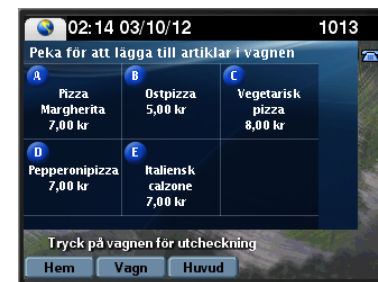 02:14 03/10/12 1013
Peka för att lägga till artiklar i vagnen
A
Pizza
Margherita
7,00 kr
B
Ostpizza
5,00 kr
C
Vegetarisk
pizza
8,00 kr
D
Pepperonipizza
7,00 kr
E
Italiensk
calzone
7,00 kr
Tryck på vagnen för utcheckning
Hem Vagn Huvud